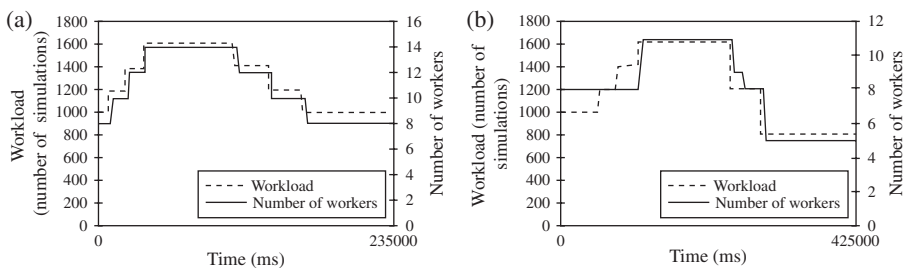 (a)
1800
1600
1400
1200
1000
800
600
400
200
0
Workload
(number of simulations)
16
14
12
10
8
6
4
2
0
Number of workers
Workload
Number of workers
0
235000
Time (ms)
(b)
1800
1600
1400
1200
1000
800
600
400
200
0
Workload (number of
simulations)
12
10
8
6
4
2
0
Number of workers
Workload
Number of workers
0
425000
Time (ms)